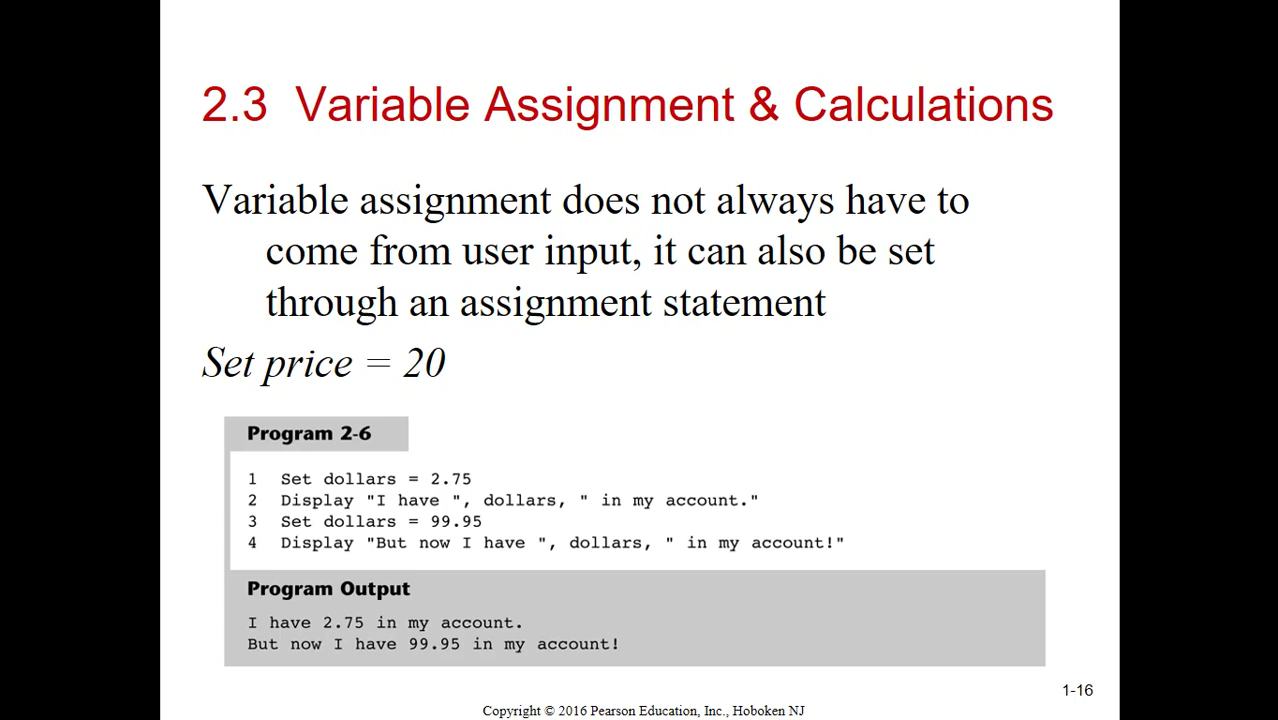 2.3 Variable Assignment & Calculations
Variable assignment does not always have to
come from user input, it can also be set
through an assignment statement
Set price = 20
Program 2-6
1 Set dollars = 2.75
2 Display "I have ", dollars, " in my account."
3 Set dollars = 99.95
4 Display "But now I have ", dollars, " in my account!"
Program Output
I have 2.75 in my account.
But now I have 99.95 in my account!
1-16
Copyright © 2016 Pearson Education, Inc., Hoboken NJ